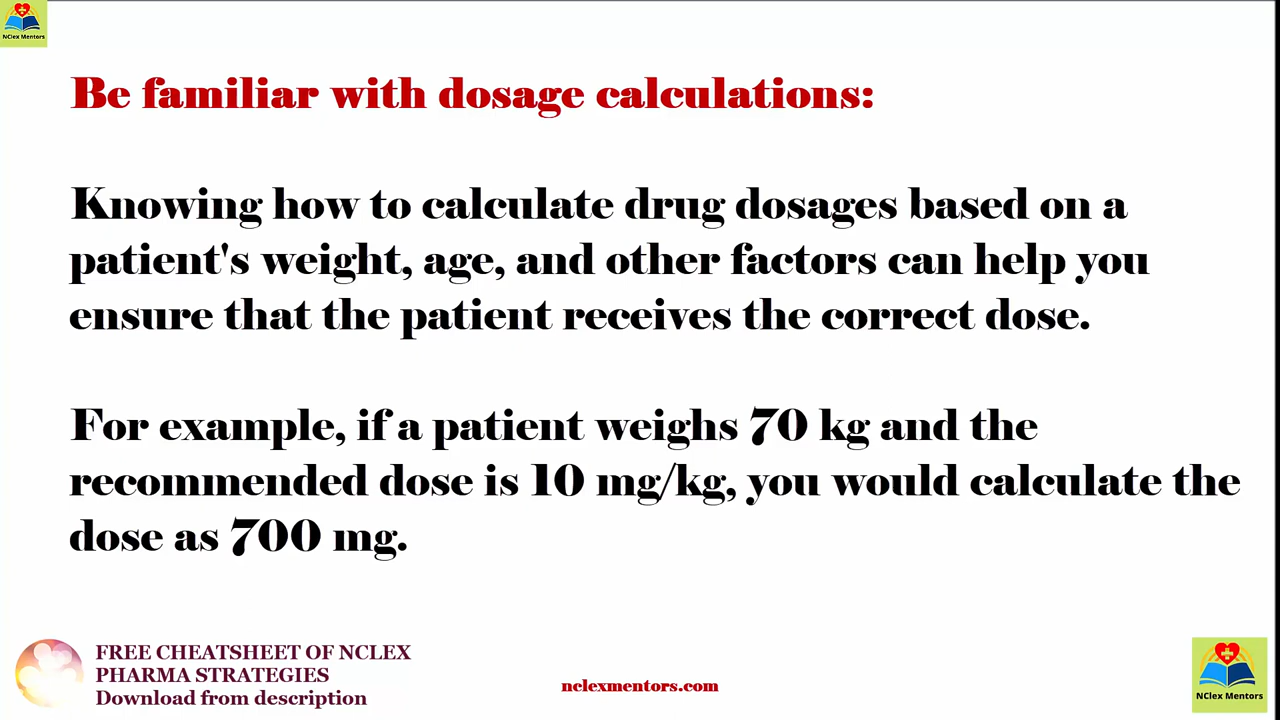 NClex Mentors
Be familiar with dosage calculations:
Knowing how to calculate drug dosages based on a
patient's weight, age, and other factors can help you
ensure that the patient receives the correct dose.
For example, if a patient weighs 70 kg and the
recommended dose is 10 mg/kg, you would calculate the
dose as 700 mg.
FREE CHEATSHEET OF NCLEX
PHARMA STRATEGIES
Download from description
nclexmentors.com
NClex Mentors